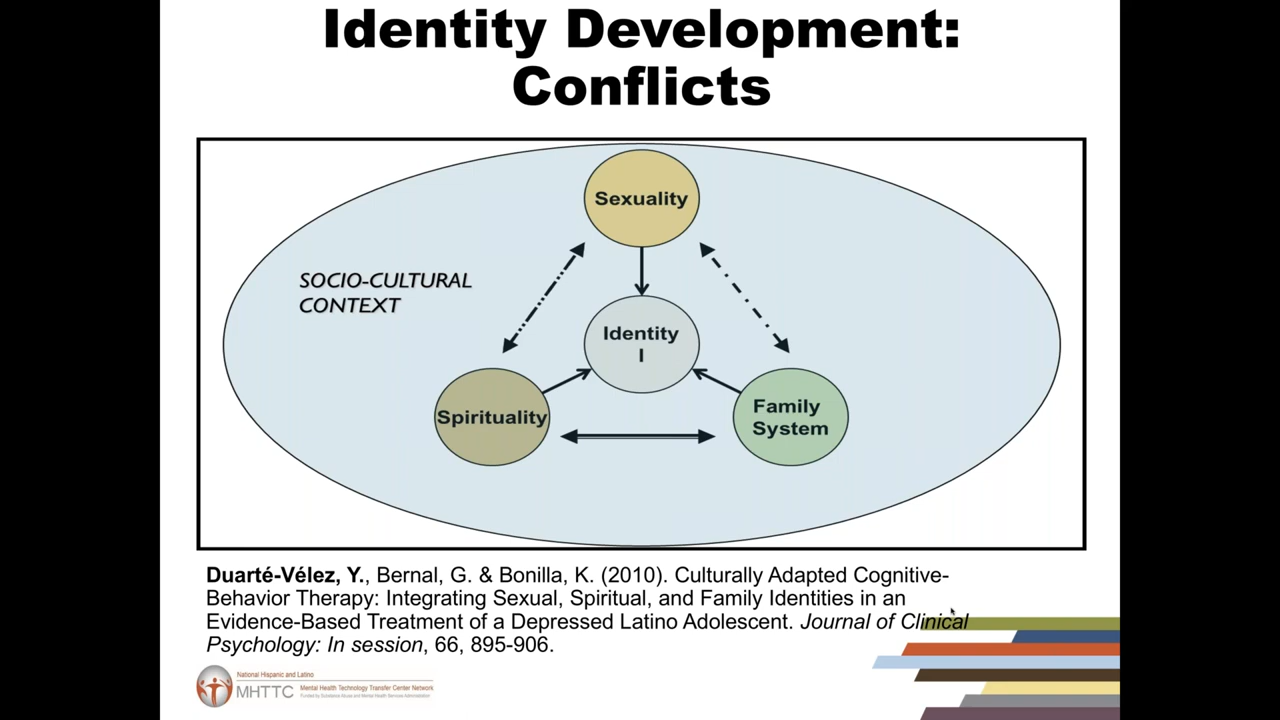 Identity Development:
Conflicts
Sexuality
SOCIO-CULTURAL
CONTEXT
Identity
I
Spirituality
Family
System
Duarté-Vélez, Y., Bernal, G. & Bonilla, K. (2010). Culturally Adapted Cognitive-
Behavior Therapy: Integrating Sexual, Spiritual, and Family Identities in an
Evidence-Based Treatment of a Depressed Latino Adolescent. Journal of Clinical
Psychology: In session, 66, 895-906.
National Hispanic and Latino
MHTTC
Mental Health Technology Transfer Center Network
Funded by Substance Abuse and Mental Health Services Administration